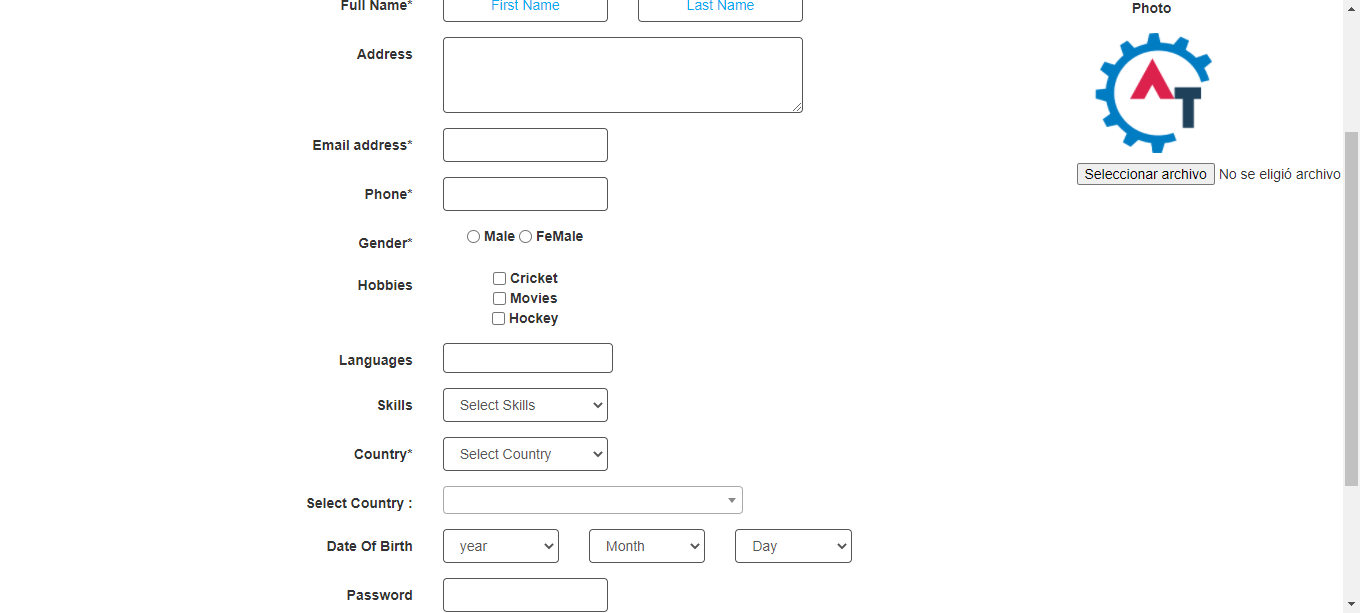 Full Name* First Name Last Name
Photo
Address
AT
Email address*
Seleccionar archivo No se eligió archivo
Phone*
Gender* Male FeMale
Hobbies Cricket
Movies
Hockey
Languages
Skills Select Skills
Country* Select Country
Select Country :
Date Of Birth year Month Day
Password